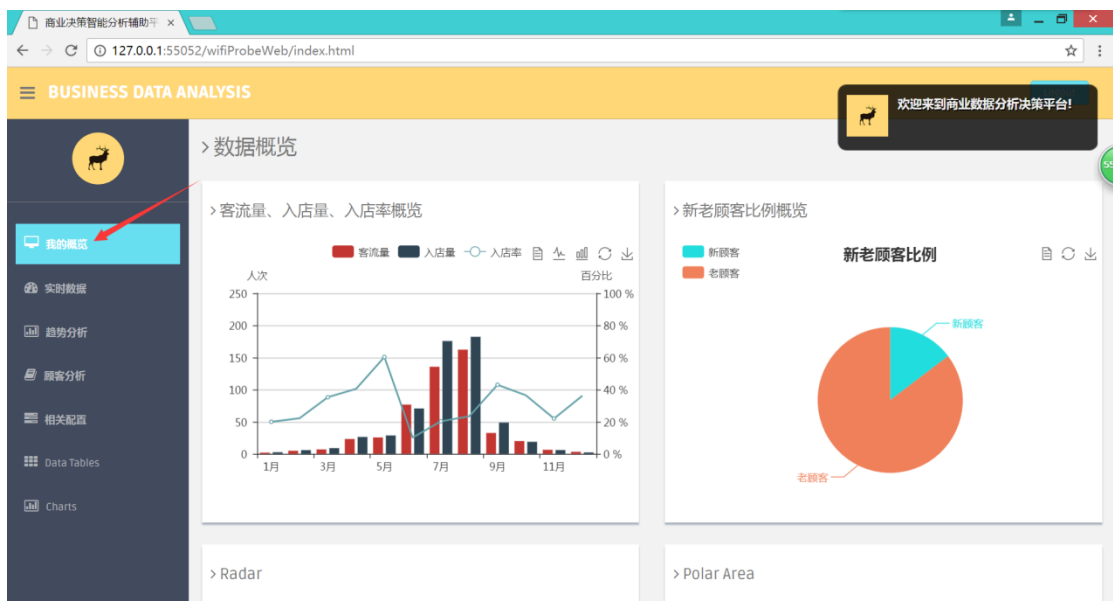 商业决策智能分析辅助平
127.0.0.1:55052/wifiProbeWeb/index.html
BUSINESS DATA ANALYSIS
欢迎来到商业数据分析决策平台!
我的概览
实时数据
趋势分析
顾客分析
相关配置
Data Tables
Charts
数据概览
客流量、入店量、入店率概览
客流量 入店量 入店率
人次 百分比
250 100 %
200 80 %
150 60 %
100 40 %
50 20 %
0 0 %
1月 3月 5月 7月 9月 11月
新老顾客比例概览
新顾客
老顾客
新老顾客比例
新顾客
老顾客
55
Radar
Polar Area